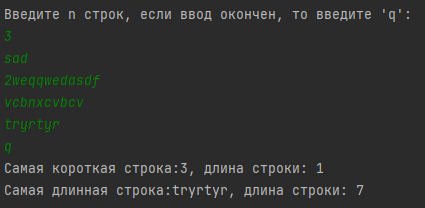 Введите n строк, если ввод окончен, то введите 'q':
3
sad
2weqqwedasdf
vcbnxcvbcv
tryrtyr
q
Самая короткая строка:3, длина строки: 1
Самая длинная строка:tryrtyr, длина строки: 7